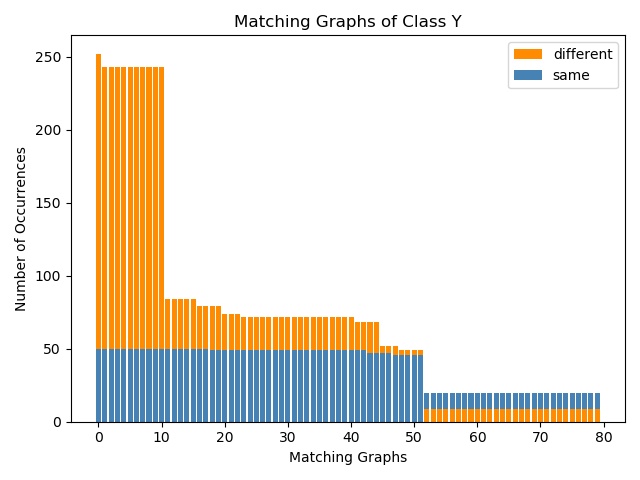 Matching Graphs of Class Y
different
same
250
200
150
100
50
0
Number of Occurrences
0 10 20 30 40 50 60 70 80
Matching Graphs